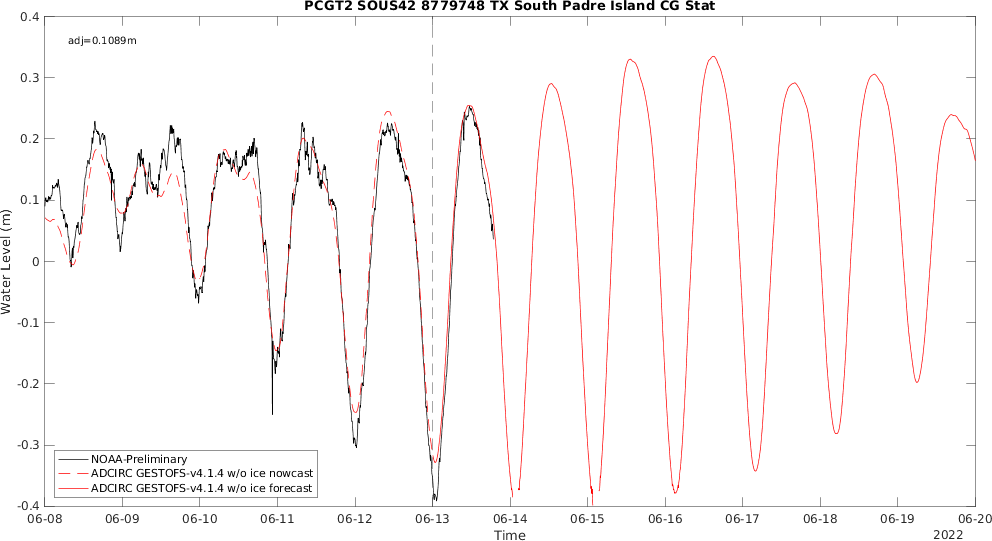 PCGT2 SOUS42 8779748 TX South Padre Island CG Stat
adj=0.1089m
0.4
0.3
0.2
0.1
0
-0.1
-0.2
-0.3
-0.4
Water Level (m)
NOAA-Preliminary
ADCIRC GESTOFS-v4.1.4 w/o ice nowcast
ADCIRC GESTOFS-v4.1.4 w/o ice forecast
06-08 06-09 06-10 06-11 06-12 06-13 06-14 06-15 06-16 06-17 06-18 06-19 06-20
Time
2022